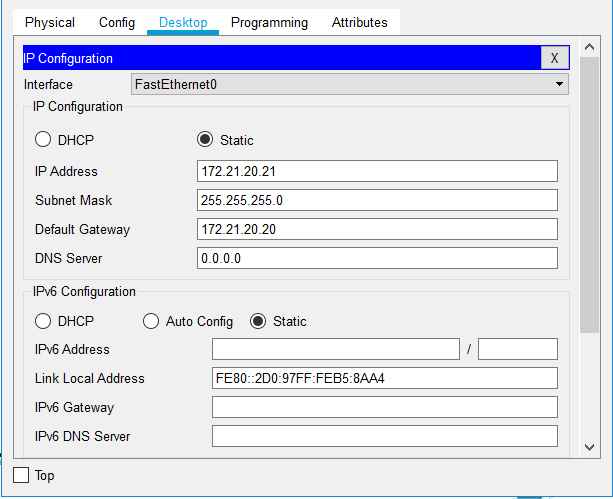 Physical Config Desktop Programming Attributes
IP Configuration X
Interface FastEthernet0
IP Configuration
DHCP Static
IP Address 172.21.20.21
Subnet Mask 255.255.255.0
Default Gateway 172.21.20.20
DNS Server 0.0.0.0
IPv6 Configuration
DHCP Auto Config Static
IPv6 Address /
Link Local Address FE80::2D0:97FF:FEB5:8AA4
IPv6 Gateway
IPv6 DNS Server
Top